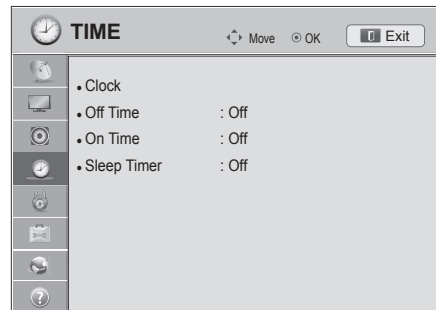 TIME Move OK Exit
• Clock
• Off Time : Off
• On Time : Off
• Sleep Timer : Off